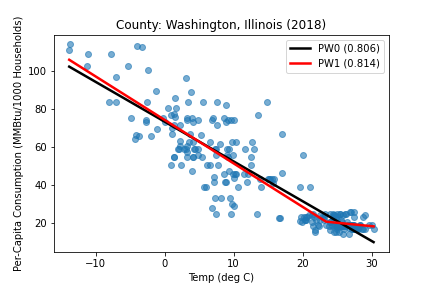 County: Washington, Illinois (2018)
PW0 (0.806)
PW1 (0.814)
Per-Capita Consumption (MMBtu/1000 Households)
100
80
60
40
20
−10 0 10 20 30
Temp (deg C)